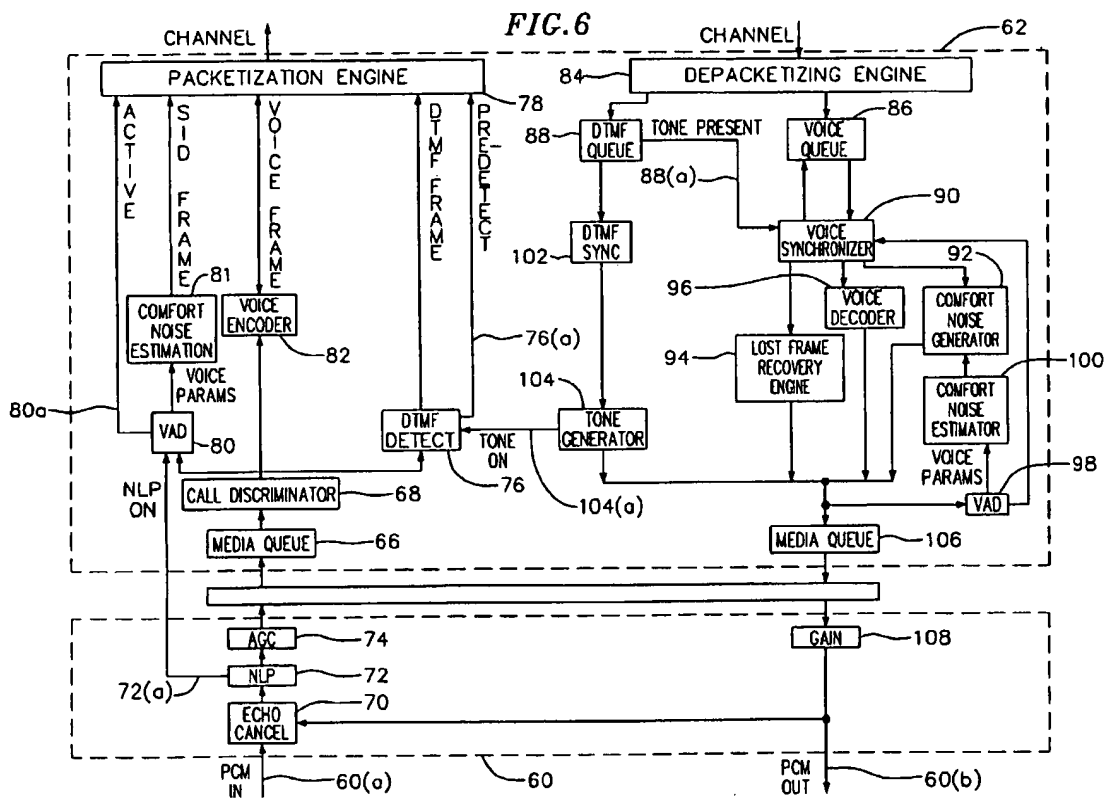 FIG.6
CHANNEL
CHANNEL
62
PACKETIZATION ENGINE
78
84
DEPACKETIZING ENGINE
ACTIVE
SID FRAME
VOICE FRAME
DTMF FRAME
PRE-DETECT
88
DTMF
QUEUE
TONE PRESENT
88(a)
86
VOICE
QUEUE
90
VOICE
SYNCHRONIZER
102
DTMF
SYNC
92
96
VOICE
DECODER
81
COMFORT
NOISE
ESTIMATION
VOICE
ENCODER
82
COMFORT
NOISE
GENERATOR
94
LOST FRAME
RECOVERY
ENGINE
76(a)
100
VOICE
PARAMS
COMFORT
NOISE
ESTIMATOR
80a
VAD
80
DTMF
DETECT
76
TONE
ON
104
TONE
GENERATOR
104(a)
VOICE
PARAMS
98
VAD
NLP
ON
CALL DISCRIMINATOR
68
MEDIA QUEUE
66
MEDIA QUEUE
106
AGC
74
GAIN
108
NLP
72
72(a)
70
ECHO
CANCEL
PCM
IN
60(a)
60
PCM
OUT
60(b)